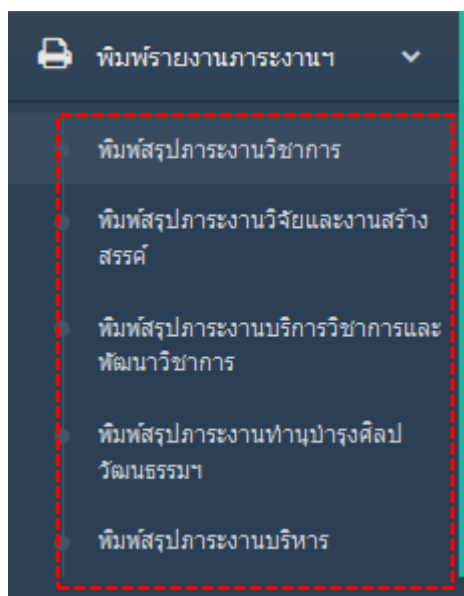 พิมพ์รายงานภาระงานฯ
พิมพ์สรุปภาระงานวิชาการ
พิมพ์สรุปภาระงานวิจัยและงานสร้าง
สรรค์
พิมพ์สรุปภาระงานบริการวิชาการและ
พัฒนาวิชาการ
พิมพ์สรุปภาระงานทำนุบำรุงศิลป
วัฒนธรรมฯ
พิมพ์สรุปภาระงานบริหาร